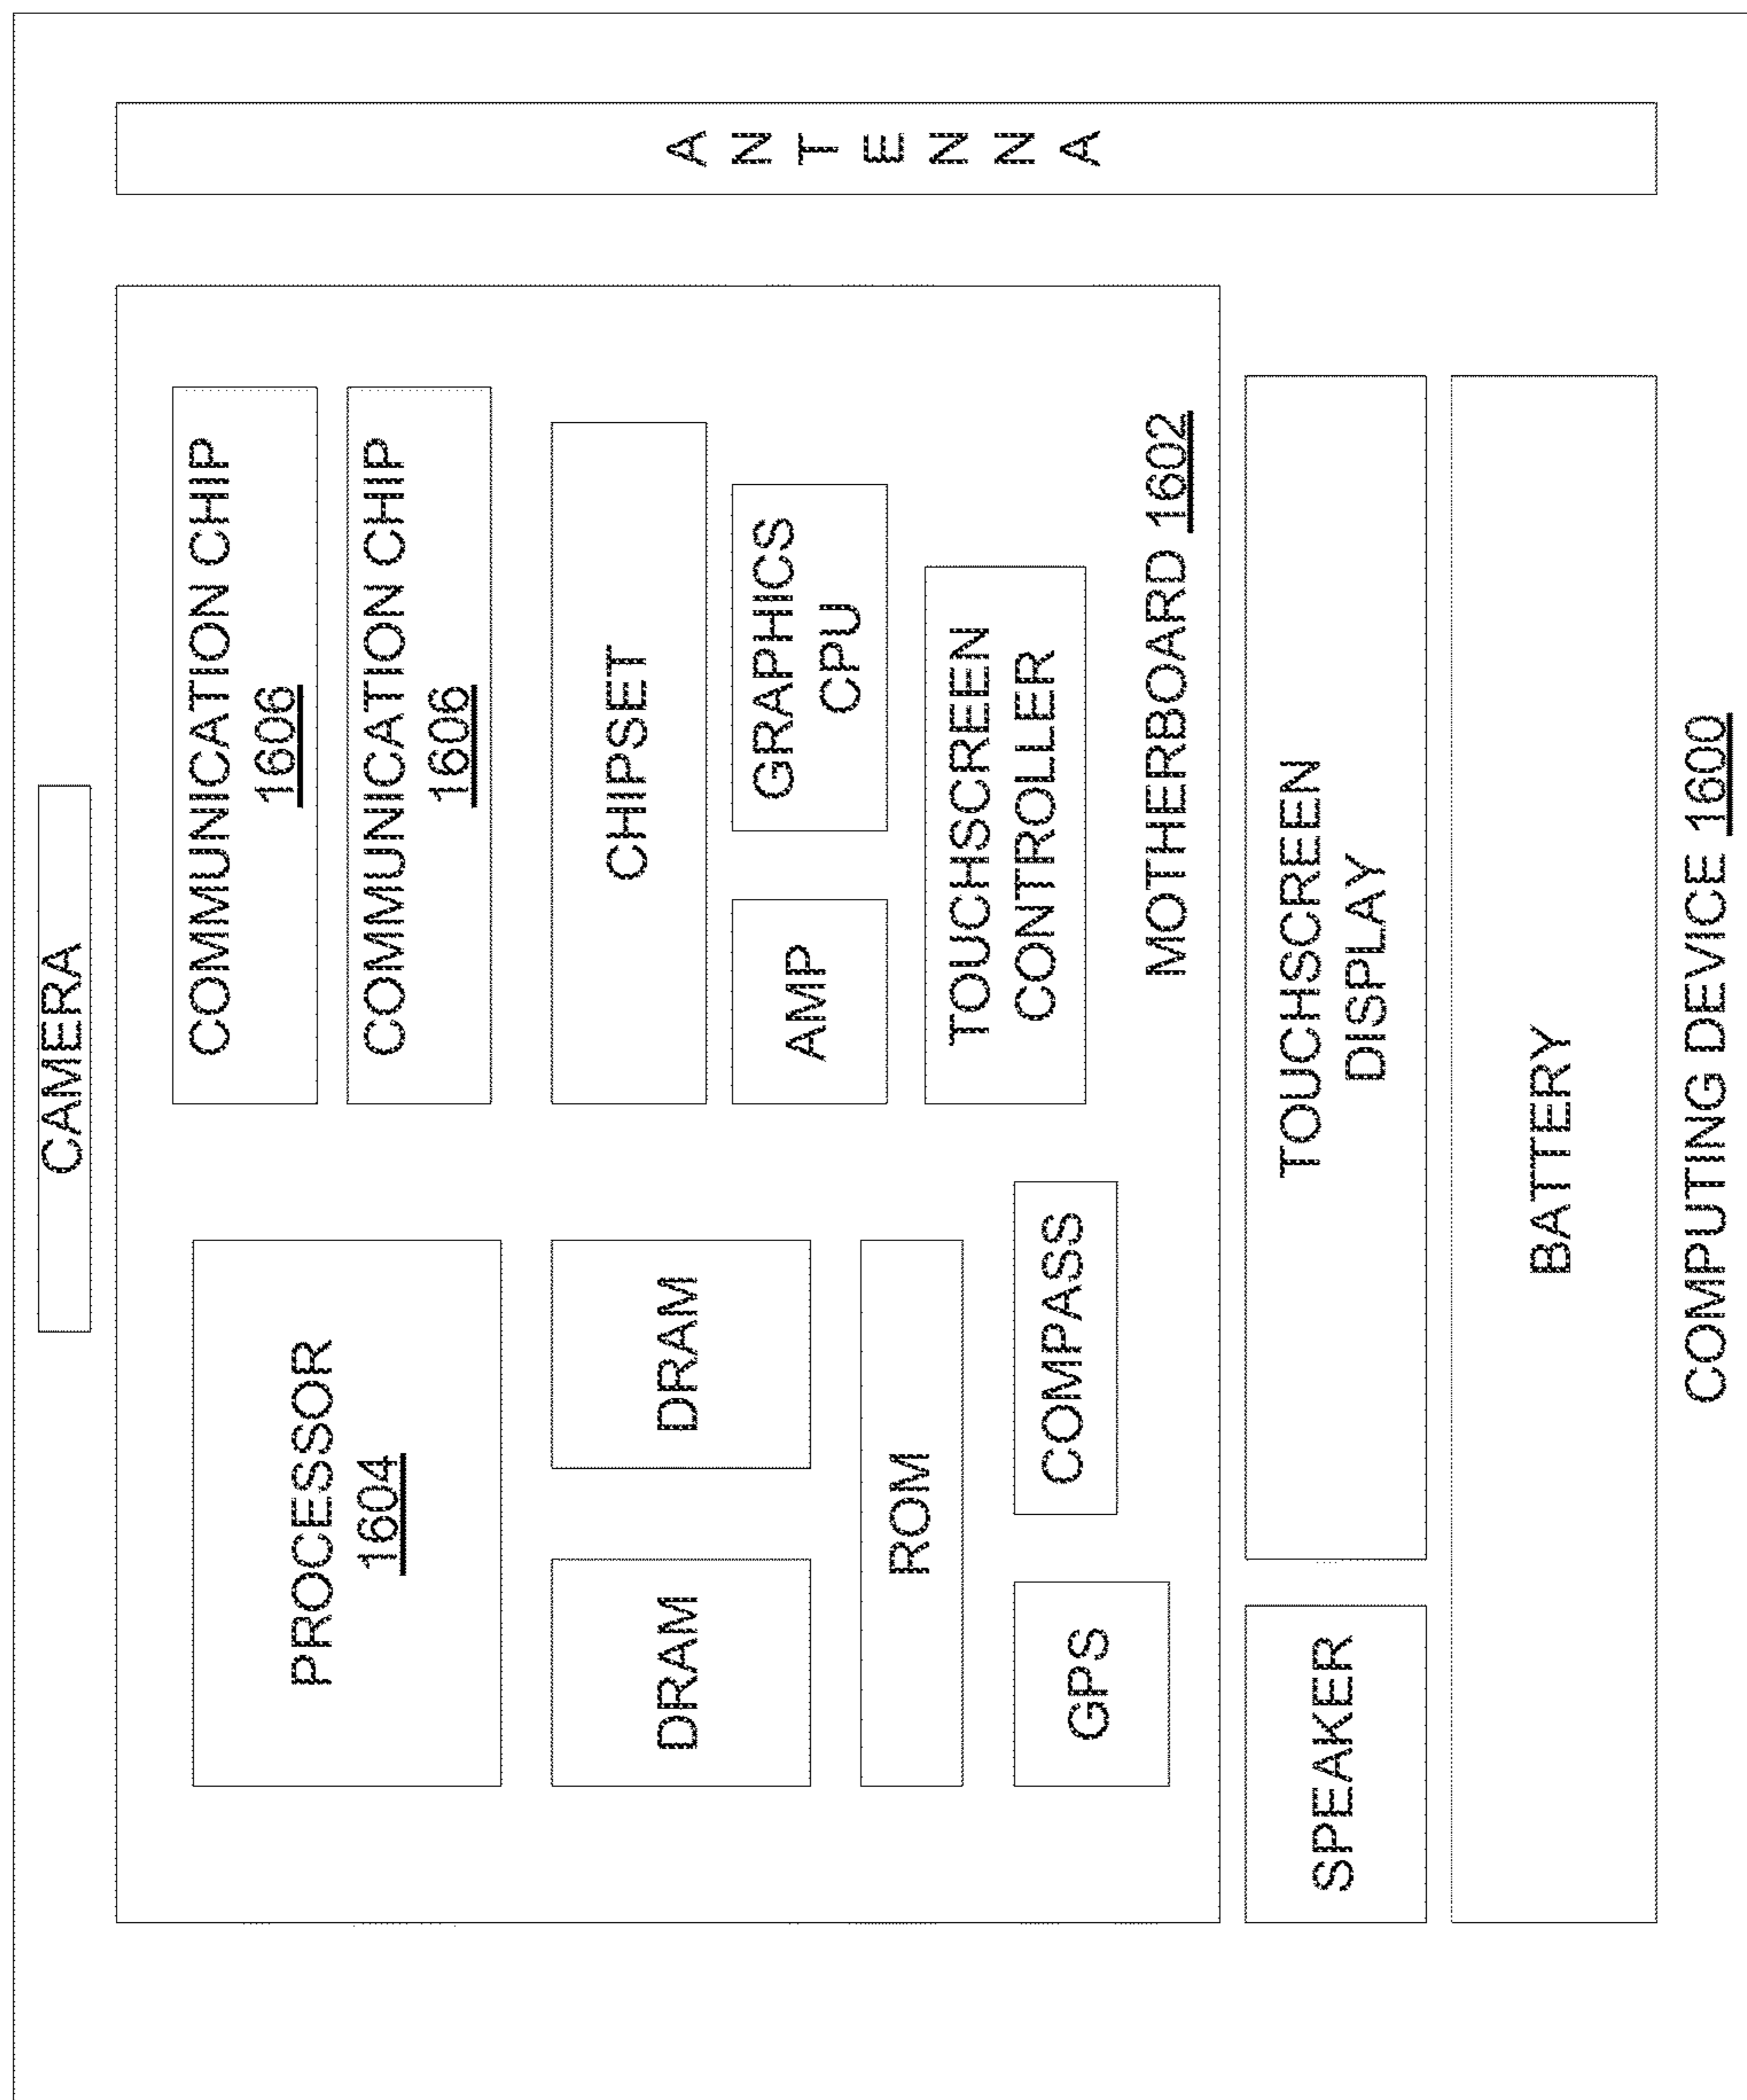 CAMERA
PROCESSOR
1604
COMMUNICATION CHIP
1606
COMMUNICATION CHIP
1606
DRAM
DRAM
CHIPSET
ROM
AMP
GRAPHICS
CPU
GPS
COMPASS
TOUCHSCREEN
CONTROLLER
MOTHERBOARD 1602
ANTENNA
SPEAKER
TOUCHSCREEN
DISPLAY
BATTERY
COMPUTING DEVICE 1600